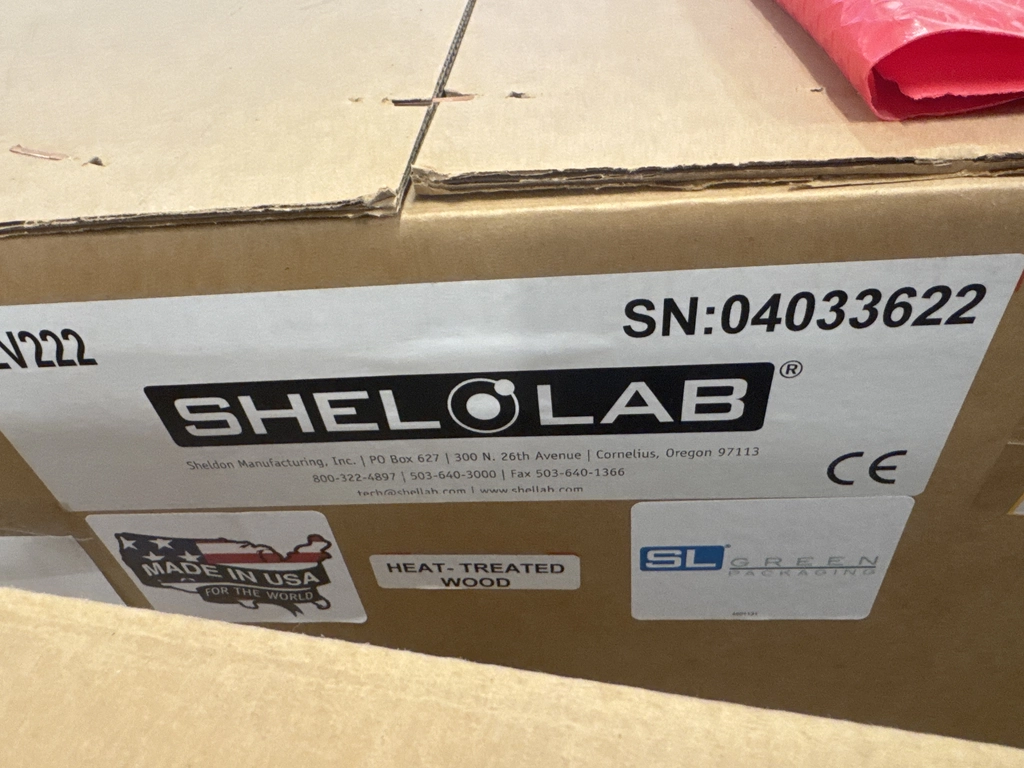 V222
SN:04033622
SHEL LAB®
Sheldon Manufacturing, Inc. | PO Box 627 | 300 N. 26th Avenue | Cornelius, Oregon 97113
800-322-4897 | 503-640-3000 | Fax 503-640-1366
tech@shellab.com | www.shellab.com
CE
MADE IN USA
FOR THE WORLD
HEAT-TREATED
WOOD
SL® GREEN
PACKAGING